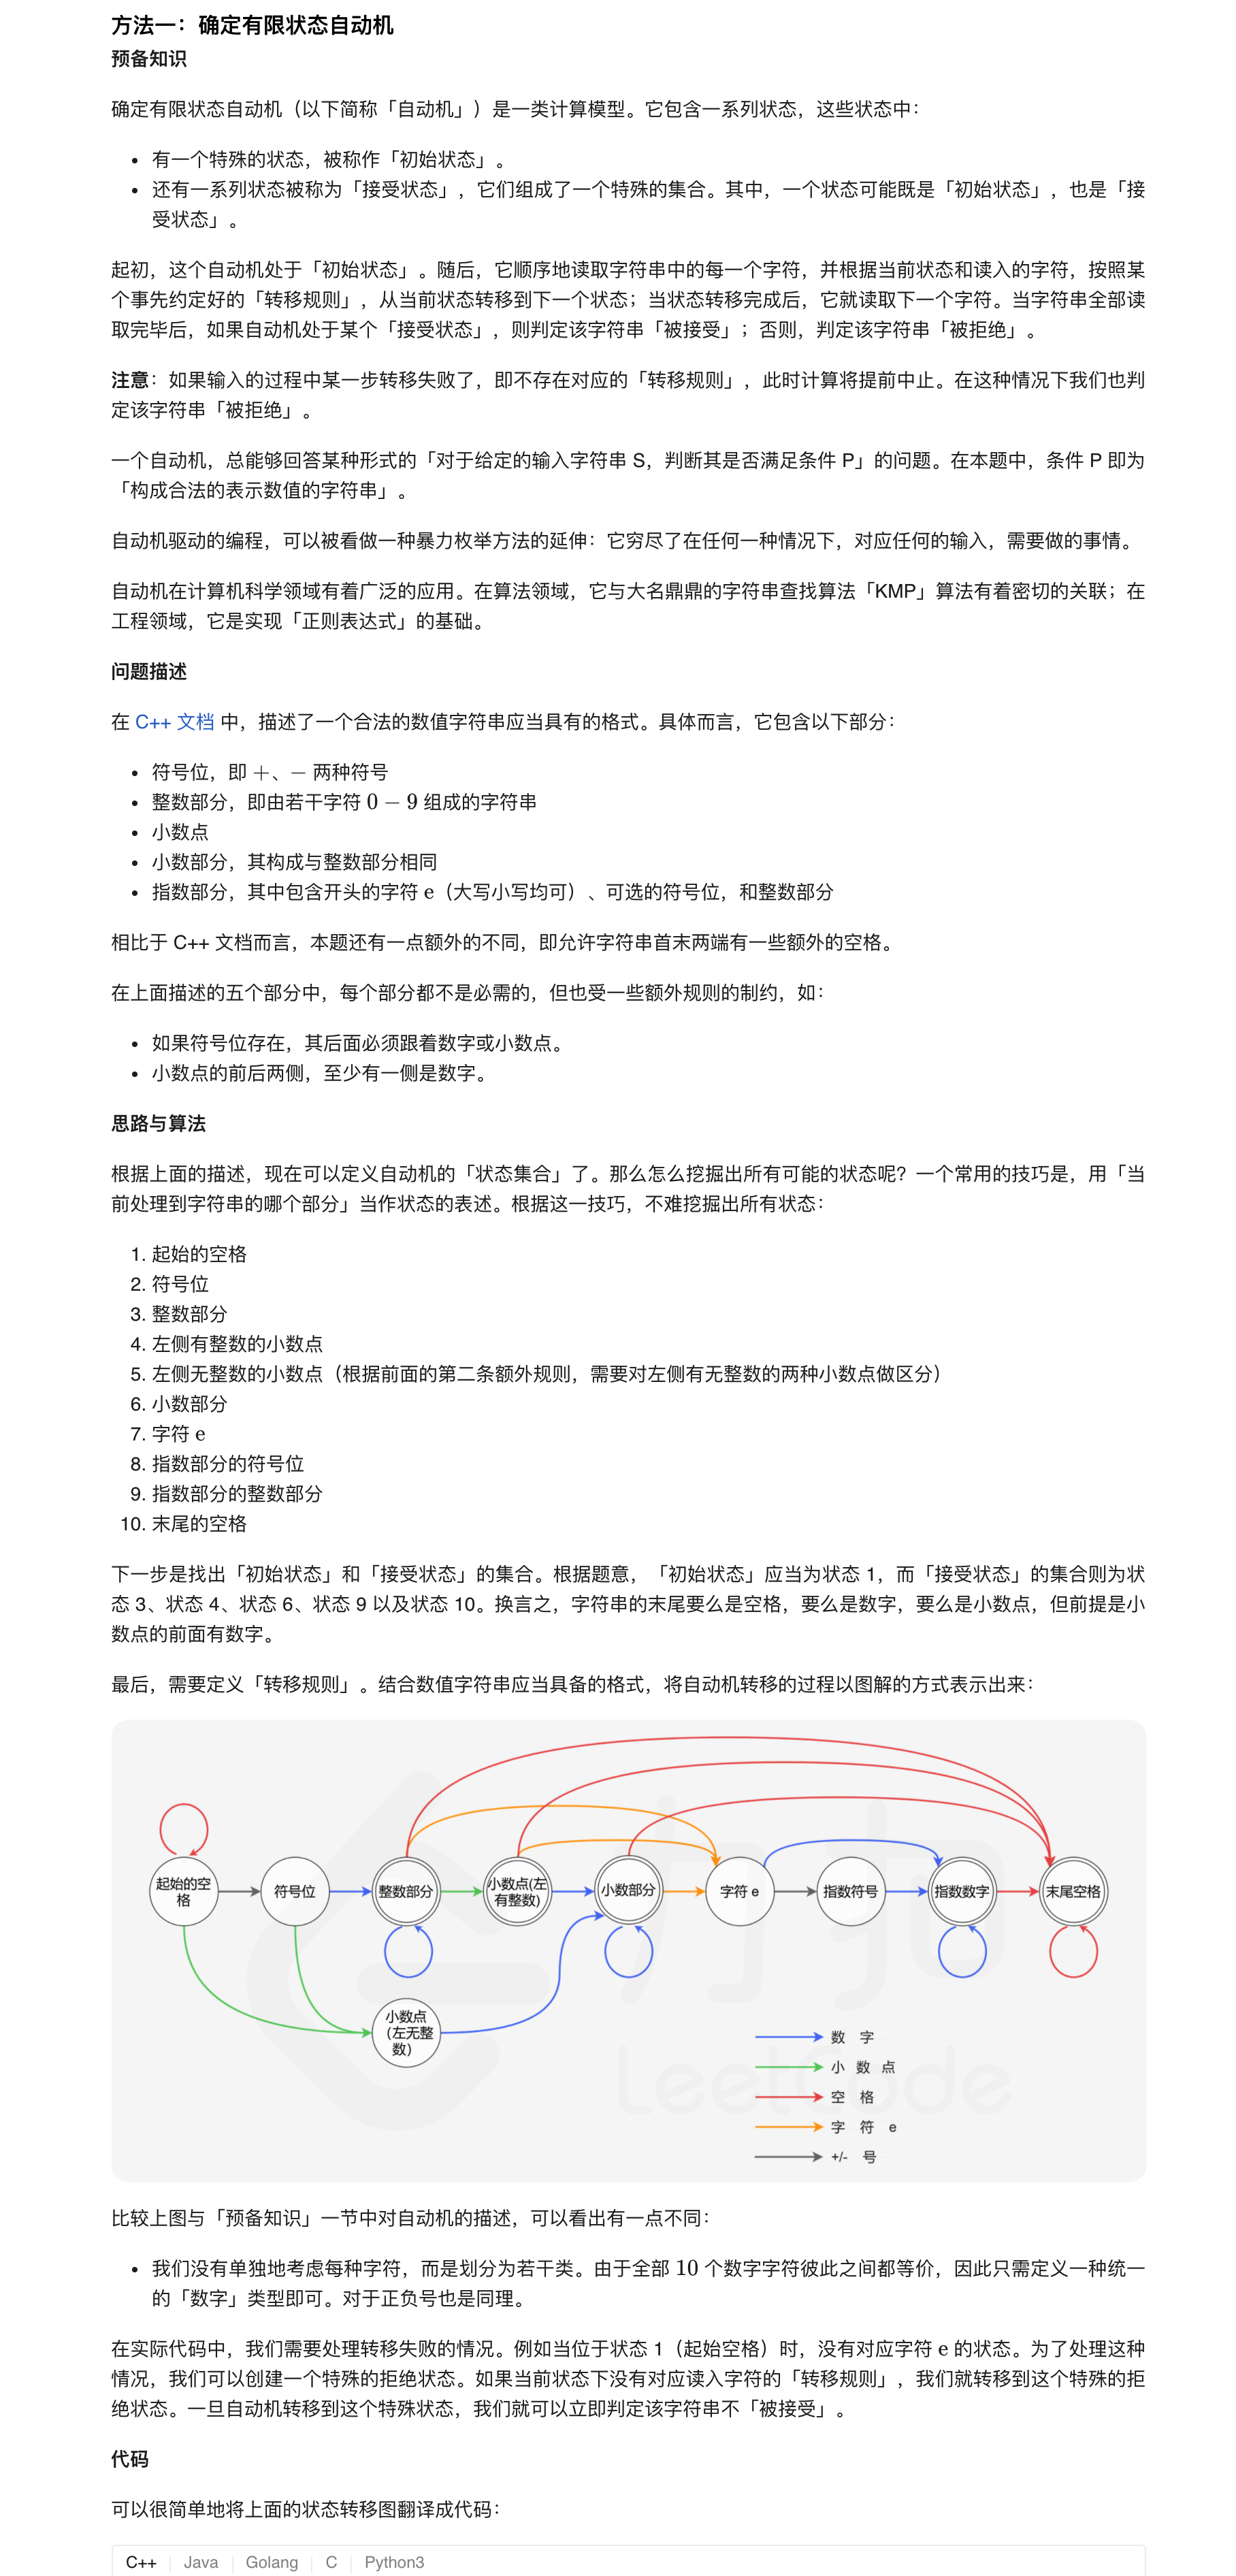 方法一：确定有限状态自动机
预备知识
确定有限状态自动机（以下简称「自动机」）是一类计算模型。它包含一系列状态，这些状态中：
• 有一个特殊的状态，被称作「初始状态」。
• 还有一系列状态被称为「接受状态」，它们组成了一个特殊的集合。其中，一个状态可能既是「初始状态」，也是「接
受状态」。
起初，这个自动机处于「初始状态」。随后，它顺序地读取字符串中的每一个字符，并根据当前状态和读入的字符，按照某
个事先约定好的「转移规则」，从当前状态转移到下一个状态；当状态转移完成后，它就读取下一个字符。当字符串全部读
取完毕后，如果自动机处于某个「接受状态」，则判定该字符串「被接受」；否则，判定该字符串「被拒绝」。
注意：如果输入的过程中某一步转移失败了，即不存在对应的「转移规则」，此时计算将提前中止。在这种情况下我们也判
定该字符串「被拒绝」。
一个自动机，总能够回答某种形式的「对于给定的输入字符串 S，判断其是否满足条件 P」的问题。在本题中，条件 P 即为
「构成合法的表示数值的字符串」。
自动机驱动的编程，可以被看做一种暴力枚举方法的延伸：它穷尽了在任何一种情况下，对应任何的输入，需要做的事情。
自动机在计算机科学领域有着广泛的应用。在算法领域，它与大名鼎鼎的字符串查找算法「KMP」算法有着密切的关联；在
工程领域，它是实现「正则表达式」的基础。
问题描述
在 C++ 文档 中，描述了一个合法的数值字符串应当具有的格式。具体而言，它包含以下部分：
• 符号位，即 +、− 两种符号
• 整数部分，即由若干字符 0 − 9 组成的字符串
• 小数点
• 小数部分，其构成与整数部分相同
• 指数部分，其中包含开头的字符 e（大写小写均可）、可选的符号位，和整数部分
相比于 C++ 文档而言，本题还有一点额外的不同，即允许字符串首末两端有一些额外的空格。
在上面描述的五个部分中，每个部分都不是必需的，但也受一些额外规则的制约，如：
• 如果符号位存在，其后面必须跟着数字或小数点。
• 小数点的前后两侧，至少有一侧是数字。
思路与算法
根据上面的描述，现在可以定义自动机的「状态集合」了。那么怎么挖掘出所有可能的状态呢？一个常用的技巧是，用「当
前处理到字符串的哪个部分」当作状态的表述。根据这一技巧，不难挖掘出所有状态：
1. 起始的空格
2. 符号位
3. 整数部分
4. 左侧有整数的小数点
5. 左侧无整数的小数点（根据前面的第二条额外规则，需要对左侧有无整数的两种小数点做区分）
6. 小数部分
7. 字符 e
8. 指数部分的符号位
9. 指数部分的整数部分
10. 末尾的空格
下一步是找出「初始状态」和「接受状态」的集合。根据题意，「初始状态」应当为状态 1，而「接受状态」的集合则为状
态 3、状态 4、状态 6、状态 9 以及状态 10。换言之，字符串的末尾要么是空格，要么是数字，要么是小数点，但前提是小
数点的前面有数字。
最后，需要定义「转移规则」。结合数值字符串应当具备的格式，将自动机转移的过程以图解的方式表示出来：
起始的空
格
符号位
整数部分
小数点(左
有整数)
小数部分
字符 e
指数符号
指数数字
末尾空格
小数点
（左无整
数)
数 字
小 数 点
空 格
字 符 e
+/- 号
力扣
LeetCode
比较上图与「预备知识」一节中对自动机的描述，可以看出有一点不同：
• 我们没有单独地考虑每种字符，而是划分为若干类。由于全部 10 个数字字符彼此之间都等价，因此只需定义一种统一
的「数字」类型即可。对于正负号也是同理。
在实际代码中，我们需要处理转移失败的情况。例如当位于状态 1（起始空格）时，没有对应字符 e 的状态。为了处理这种
情况，我们可以创建一个特殊的拒绝状态。如果当前状态下没有对应读入字符的「转移规则」，我们就转移到这个特殊的拒
绝状态。一旦自动机转移到这个特殊状态，我们就可以立即判定该字符串不「被接受」。
代码
可以很简单地将上面的状态转移图翻译成代码：
C++ | Java | Golang | C | Python3